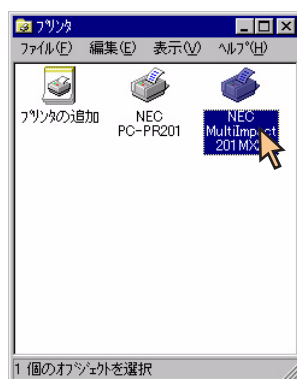 プリンタ
ファイル(F) 編集(E) 表示(V) ヘルプ(H)
プリンタの追加
NEC
PC-PR201
NEC
MultiImpact
201MX
1 個のオブジェクトを選択